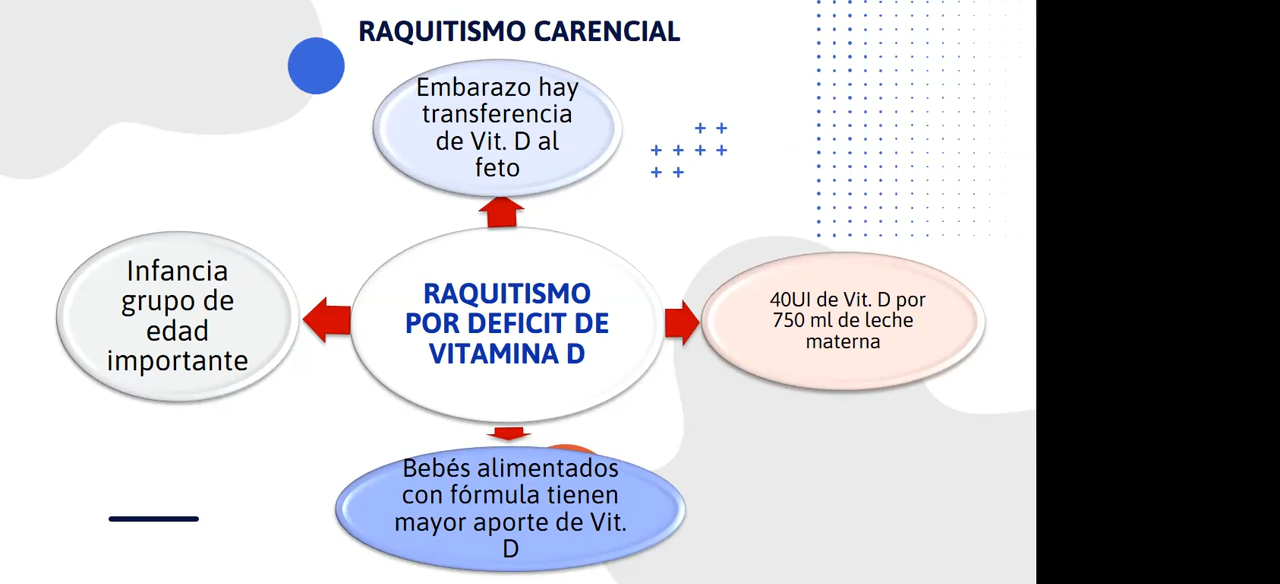 RAQUITISMO CARENCIAL
Embarazo hay
transferencia
de Vit. D al
feto
Infancia
grupo de
edad
importante
RAQUITISMO
POR DEFICIT DE
VITAMINA D
40UI de Vit. D por
750 ml de leche
materna
Bebés alimentados
con fórmula tienen
mayor aporte de Vit.
D